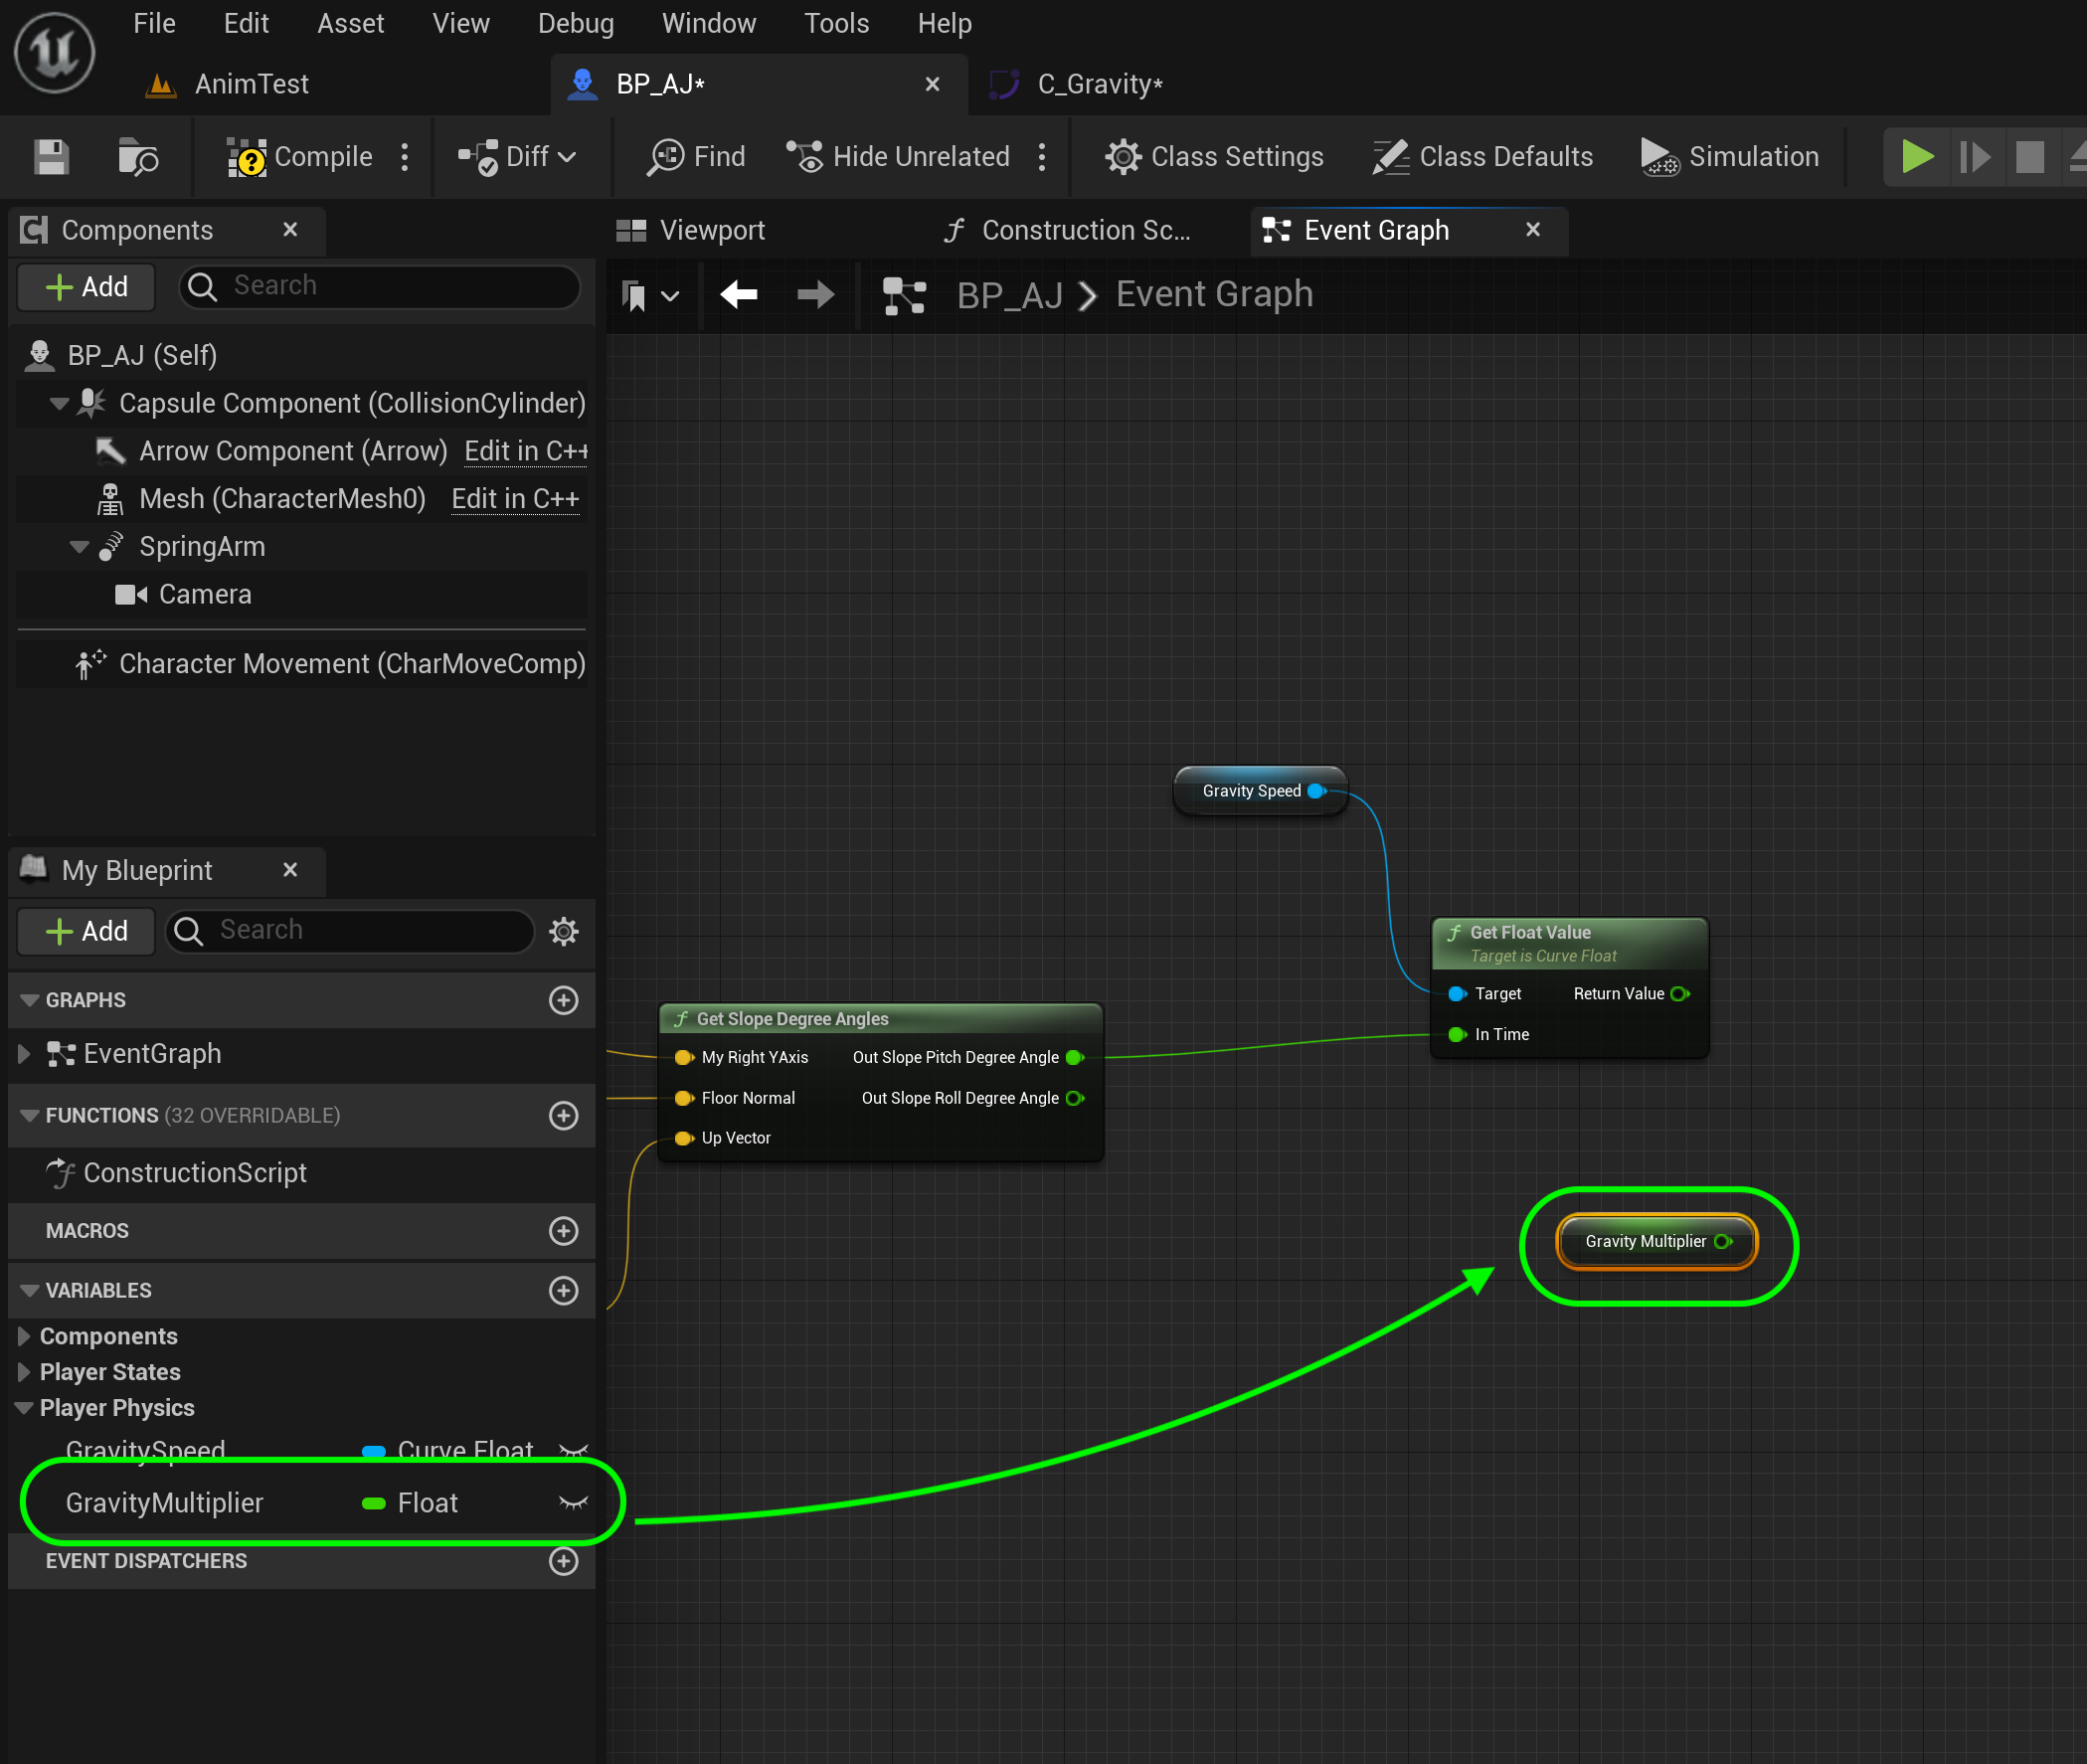 File Edit Asset View Debug Window Tools Help
AnimTest BP_AJ* C_Gravity*
Compile Diff Find Hide Unrelated Class Settings Class Defaults Simulation
Components Viewport Construction Sc... Event Graph
Add Search
BP_AJ > Event Graph
BP_AJ (Self)
Capsule Component (CollisionCylinder)
Arrow Component (Arrow) Edit in C++
Mesh (CharacterMesh0) Edit in C++
SpringArm
Camera
Character Movement (CharMoveComp)
My Blueprint
Add Search
GRAPHS
EventGraph
FUNCTIONS (32 OVERRIDABLE)
ConstructionScript
MACROS
VARIABLES
Components
Player States
Player Physics
GravitySpeed Curve Float
GravityMultiplier Float
EVENT DISPATCHERS
Gravity Speed
Get Float Value
Target is Curve Float
Target Return Value
In Time
Get Slope Degree Angles
My Right YAxis Out Slope Pitch Degree Angle
Floor Normal Out Slope Roll Degree Angle
Up Vector
Gravity Multiplier